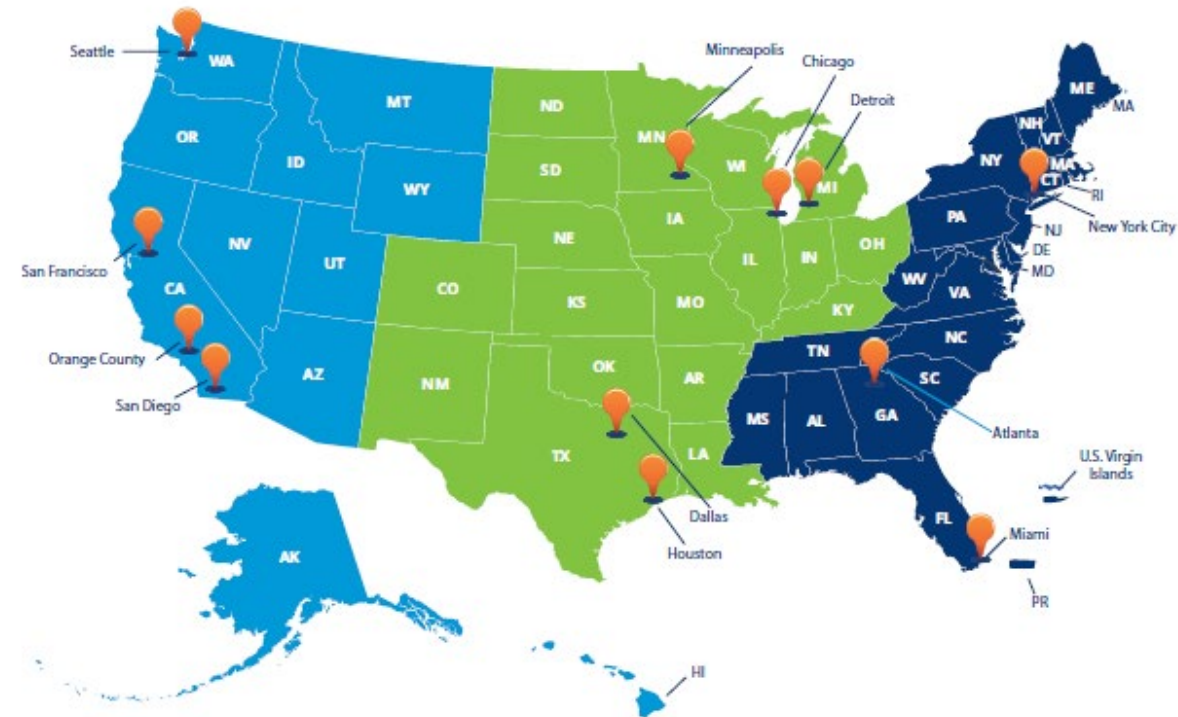 Seattle
WA
MT
ND
MN
Minneapolis
Chicago
Detroit
ME
MA
NH
VT
OR
ID
WY
SD
WI
MI
NY
MA
CT
RI
New York City
San Francisco
NV
UT
CA
CO
NE
IA
IL
IN
OH
PA
NJ
DE
MD
WV
VA
KS
MO
KY
Orange County
San Diego
AZ
NM
OK
AR
TN
NC
SC
MS
AL
GA
Atlanta
TX
LA
Dallas
Houston
U.S. Virgin
Islands
FL
Miami
PR
AK
HI